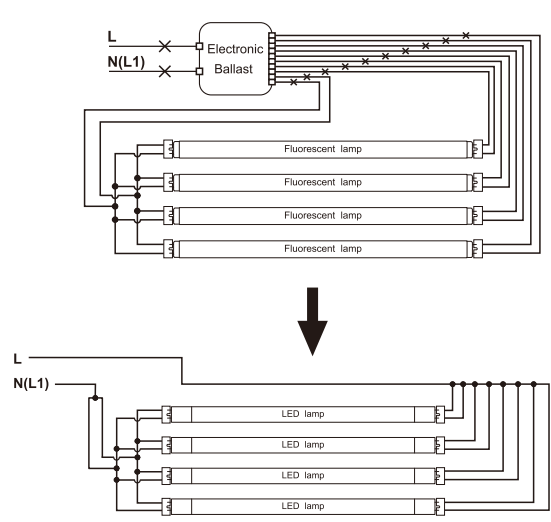 L
Electronic
N(L1)
Ballast
Fluorescent lamp
Fluorescent lamp
Fluorescent lamp
Fluorescent lamp
L
N(L1)
LED lamp
LED lamp
LED lamp
LED lamp